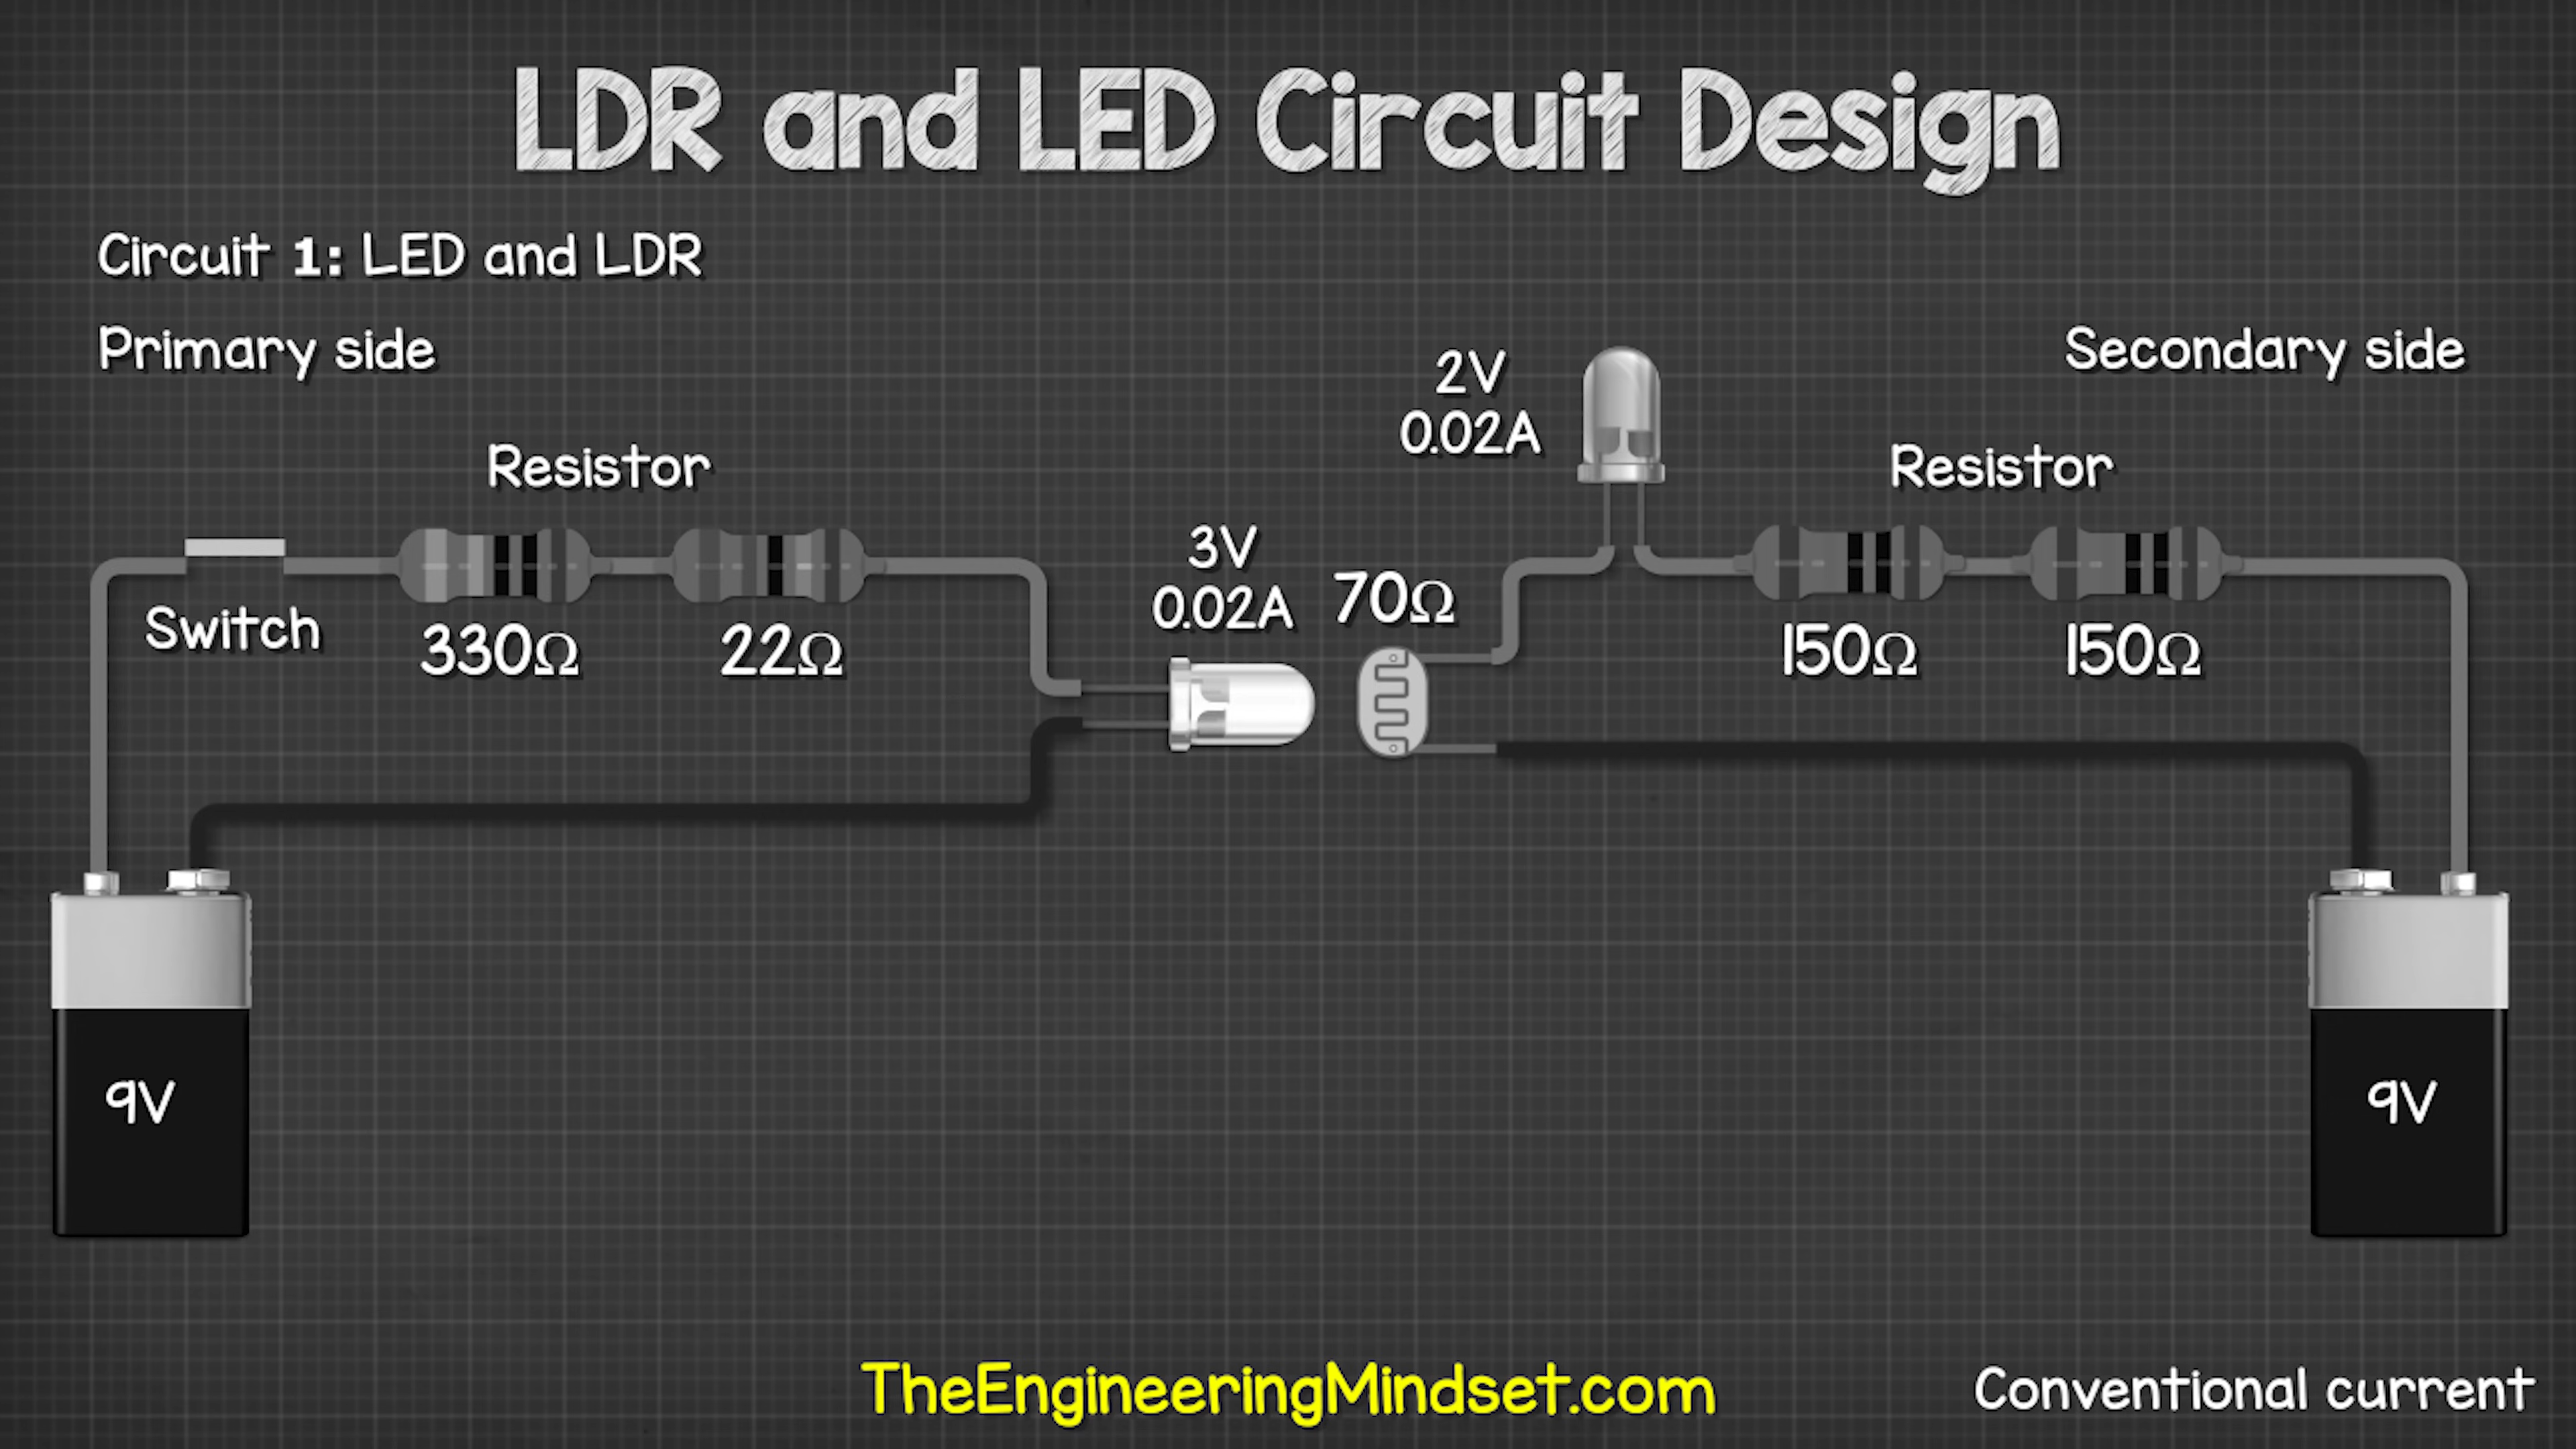 LDR and LED Circuit Design
Circuit 1: LED and LDR
Primary side
Secondary side
2V
0.02A
Resistor
Resistor
3V
0.02A
70Ω
Switch
330Ω
22Ω
150Ω
150Ω
9V
9V
TheEngineeringMindset.com
Conventional current